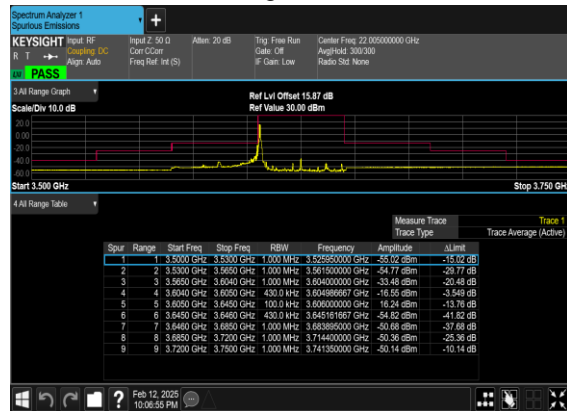 Spectrum Analyzer 1
Spurious Emissions
KEYSIGHT Input: RF Input Z: 50 Ω Atten: 20 dB Trig: Free Run Center Freq: 22.005000000 GHz
R T Coupling: DC Corr CCorr Gate: Off Avg|Hold: 300/300
Align: Auto Freq Ref: Int (S) IF Gain: Low Radio Std: None
PASS
3 All Range Graph
Ref Lvl Offset 15.87 dB
Scale/Div 10.0 dB Ref Value 30.00 dBm
20.0
0.00
-20.0
-40.0
-60.0
Start 3.500 GHz Stop 3.750 GHz
4 All Range Table
Measure Trace Trace 1
Trace Type Trace Average (Active)
Spur Range Start Freq Stop Freq RBW Frequency Amplitude ΔLimit
1 1 3.5000 GHz 3.5300 GHz 1.000 MHz 3.525950000 GHz -55.02 dBm -15.02 dB
2 2 3.5300 GHz 3.5650 GHz 1.000 MHz 3.561500000 GHz -54.77 dBm -29.77 dB
3 3 3.5650 GHz 3.6040 GHz 1.000 MHz 3.604000000 GHz -33.48 dBm -20.48 dB
4 4 3.6040 GHz 3.6050 GHz 430.0 kHz 3.604986667 GHz -16.55 dBm -3.549 dB
5 5 3.6050 GHz 3.6450 GHz 100.0 kHz 3.606000000 GHz 16.24 dBm -13.76 dB
6 6 3.6450 GHz 3.6460 GHz 430.0 kHz 3.645161667 GHz -54.82 dBm -41.82 dB
7 7 3.6460 GHz 3.6850 GHz 1.000 MHz 3.683895000 GHz -50.68 dBm -37.68 dB
8 8 3.6850 GHz 3.7200 GHz 1.000 MHz 3.714400000 GHz -50.36 dBm -25.36 dB
9 9 3.7200 GHz 3.7500 GHz 1.000 MHz 3.741350000 GHz -50.14 dBm -10.14 dB
Feb 12, 2025
10:06:55 PM